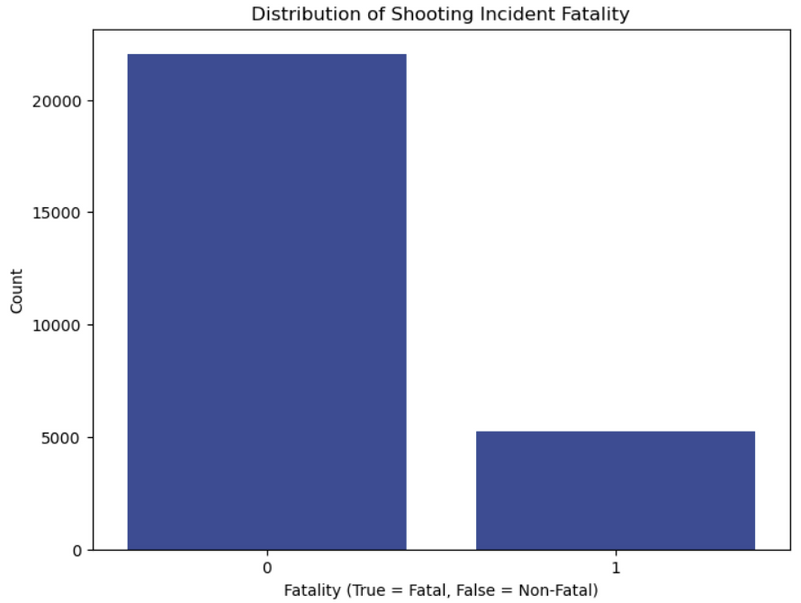 Distribution of Shooting Incident Fatality
Count
20000
15000
10000
5000
0
0 1
Fatality (True = Fatal, False = Non-Fatal)